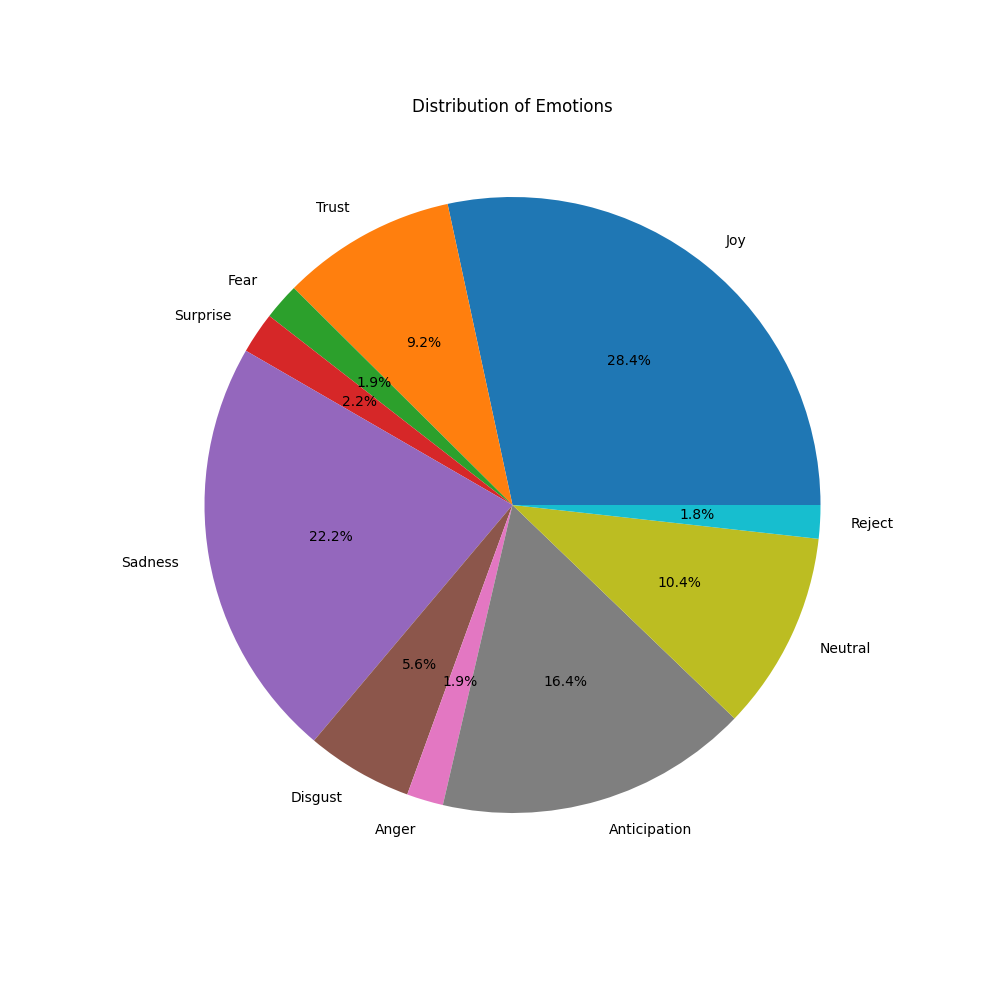 Distribution of Emotions
Trust
Joy
Fear
Surprise
9.2%
28.4%
1.9%
2.2%
1.8%
Reject
22.2%
Sadness
10.4%
Neutral
5.6%
1.9%
16.4%
Disgust
Anger
Anticipation